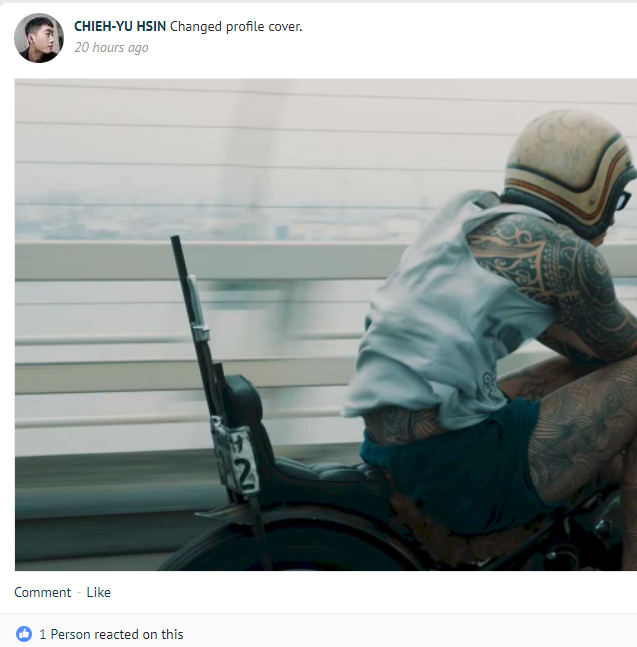 CHIEH-YU HSIN Changed profile cover.
20 hours ago
2
Comment - Like
1 Person reacted on this